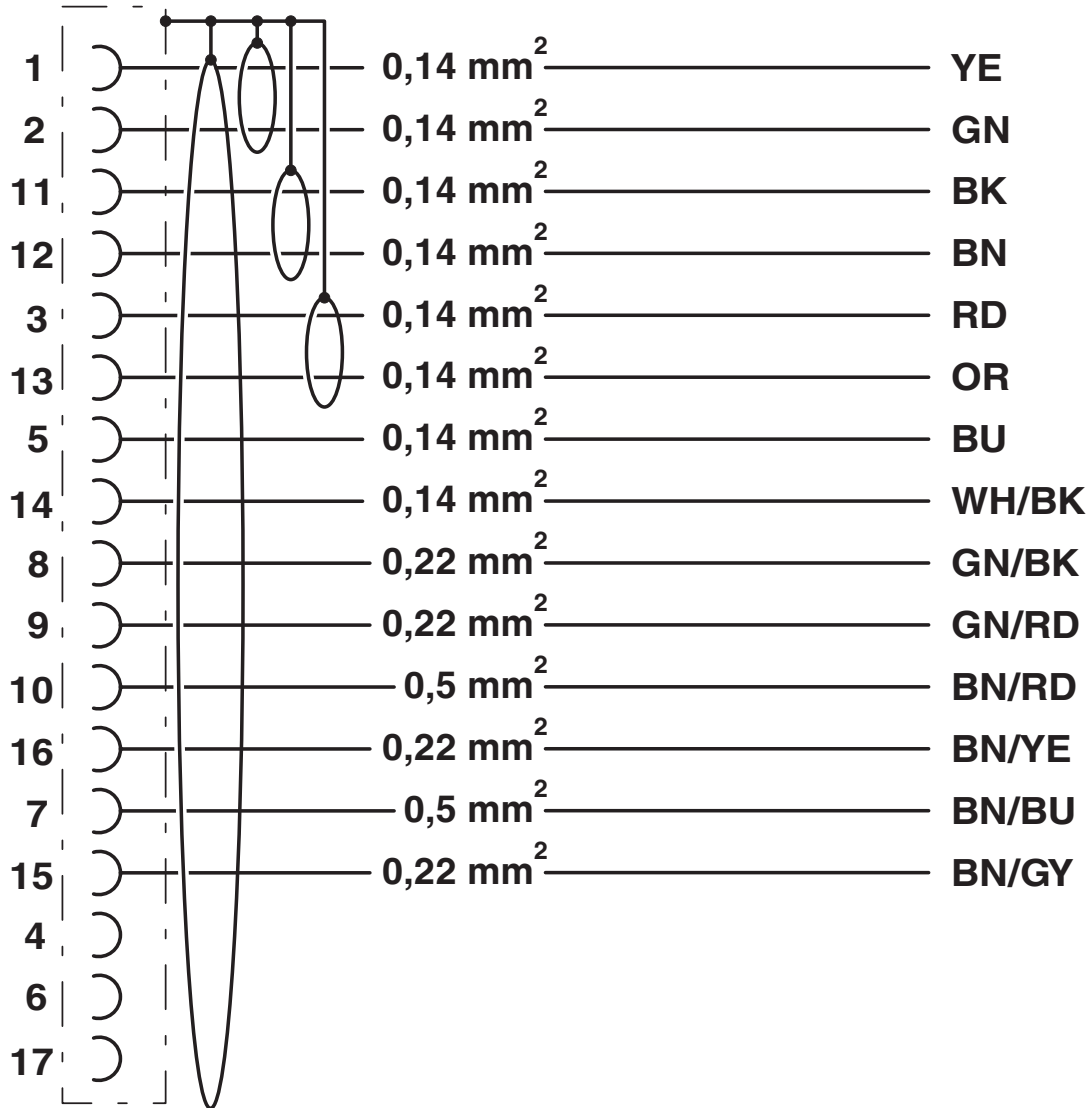 1 0,14 mm² YE
2 0,14 mm² GN
11 0,14 mm² BK
12 0,14 mm² BN
3 0,14 mm² RD
13 0,14 mm² OR
5 0,14 mm² BU
14 0,14 mm² WH/BK
8 0,22 mm² GN/BK
9 0,22 mm² GN/RD
10 0,5 mm² BN/RD
16 0,22 mm² BN/YE
7 0,5 mm² BN/BU
15 0,22 mm² BN/GY
4
6
17